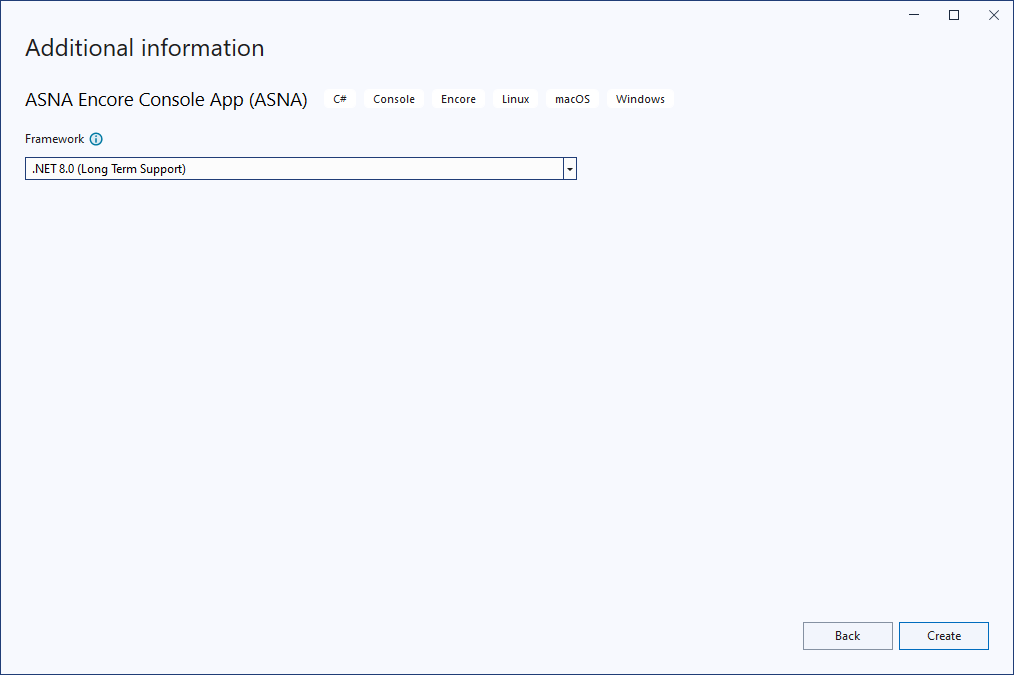 Additional information
ASNA Encore Console App (ASNA) C# Console Encore Linux macOS Windows
Framework
.NET 8.0 (Long Term Support)
Back Create